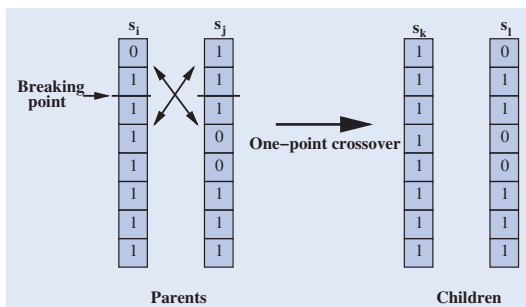 s_i s_j s_k s_l
0 1 1 0
1 1 1 1
Breaking point
1 1 1 1
1 0 1 0
One-point crossover
1 0 1 0
1 1 1 1
1 1 1 1
1 1 1 1
Parents Children